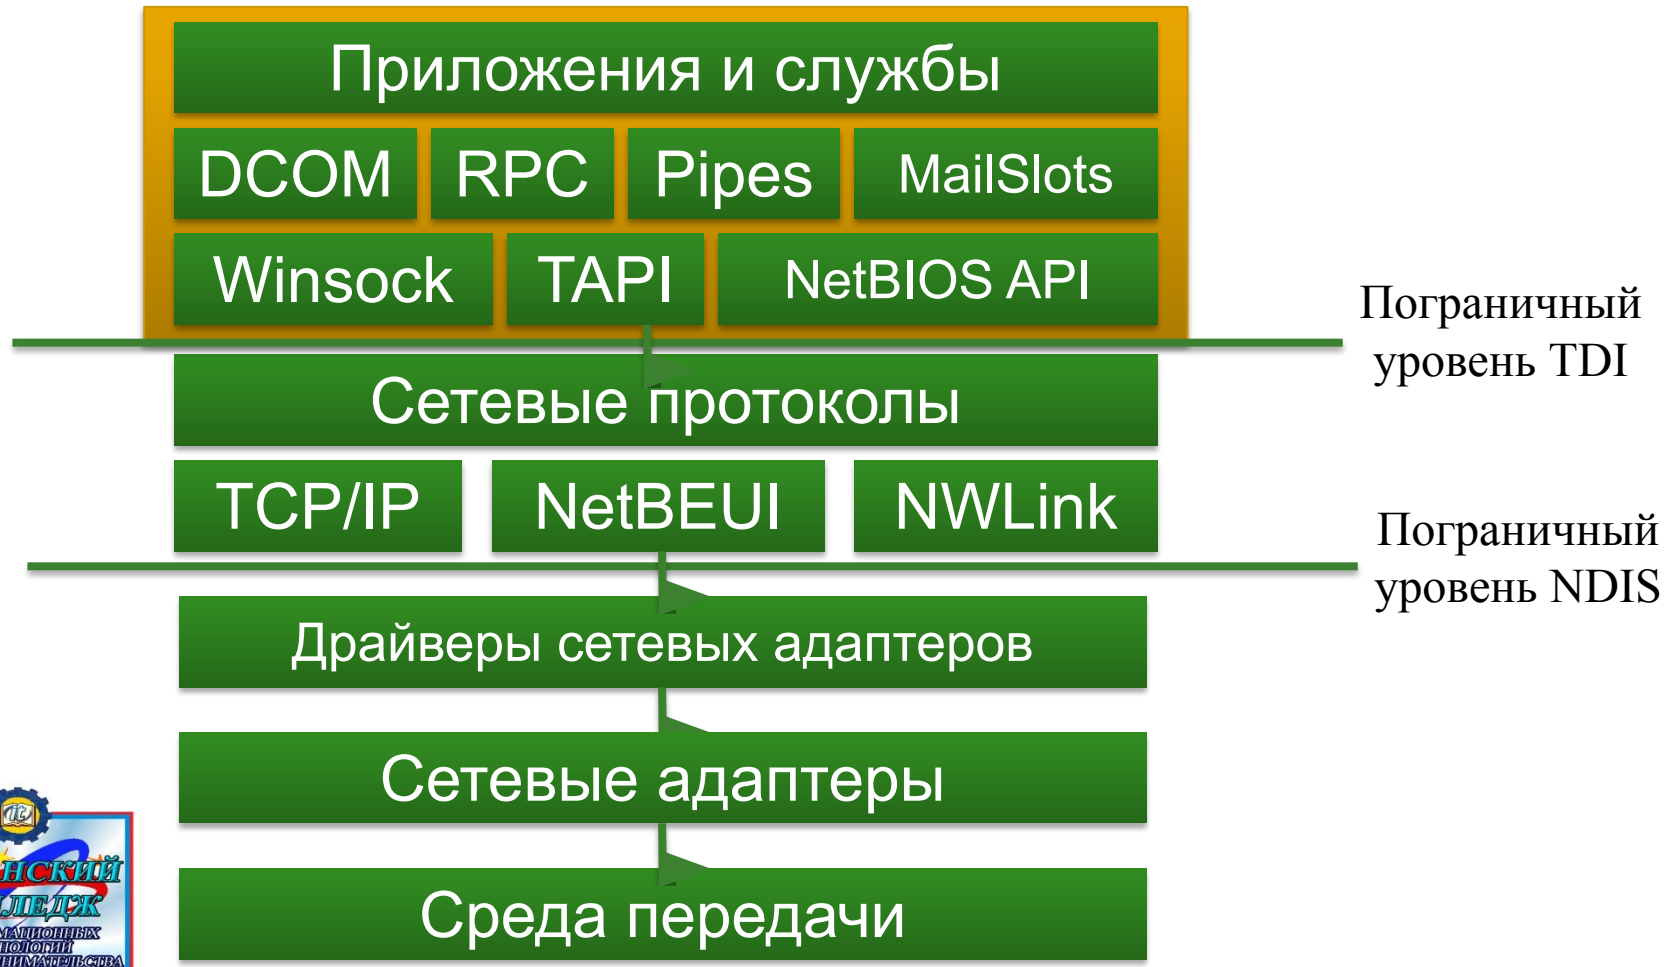 Приложения и службы
DCOM RPC Pipes MailSlots
Winsock TAPI NetBIOS API
Пограничный
уровень TDI
Сетевые протоколы
TCP/IP NetBEUI NWLink
Пограничный
уровень NDIS
Драйверы сетевых адаптеров
Сетевые адаптеры
Среда передачи